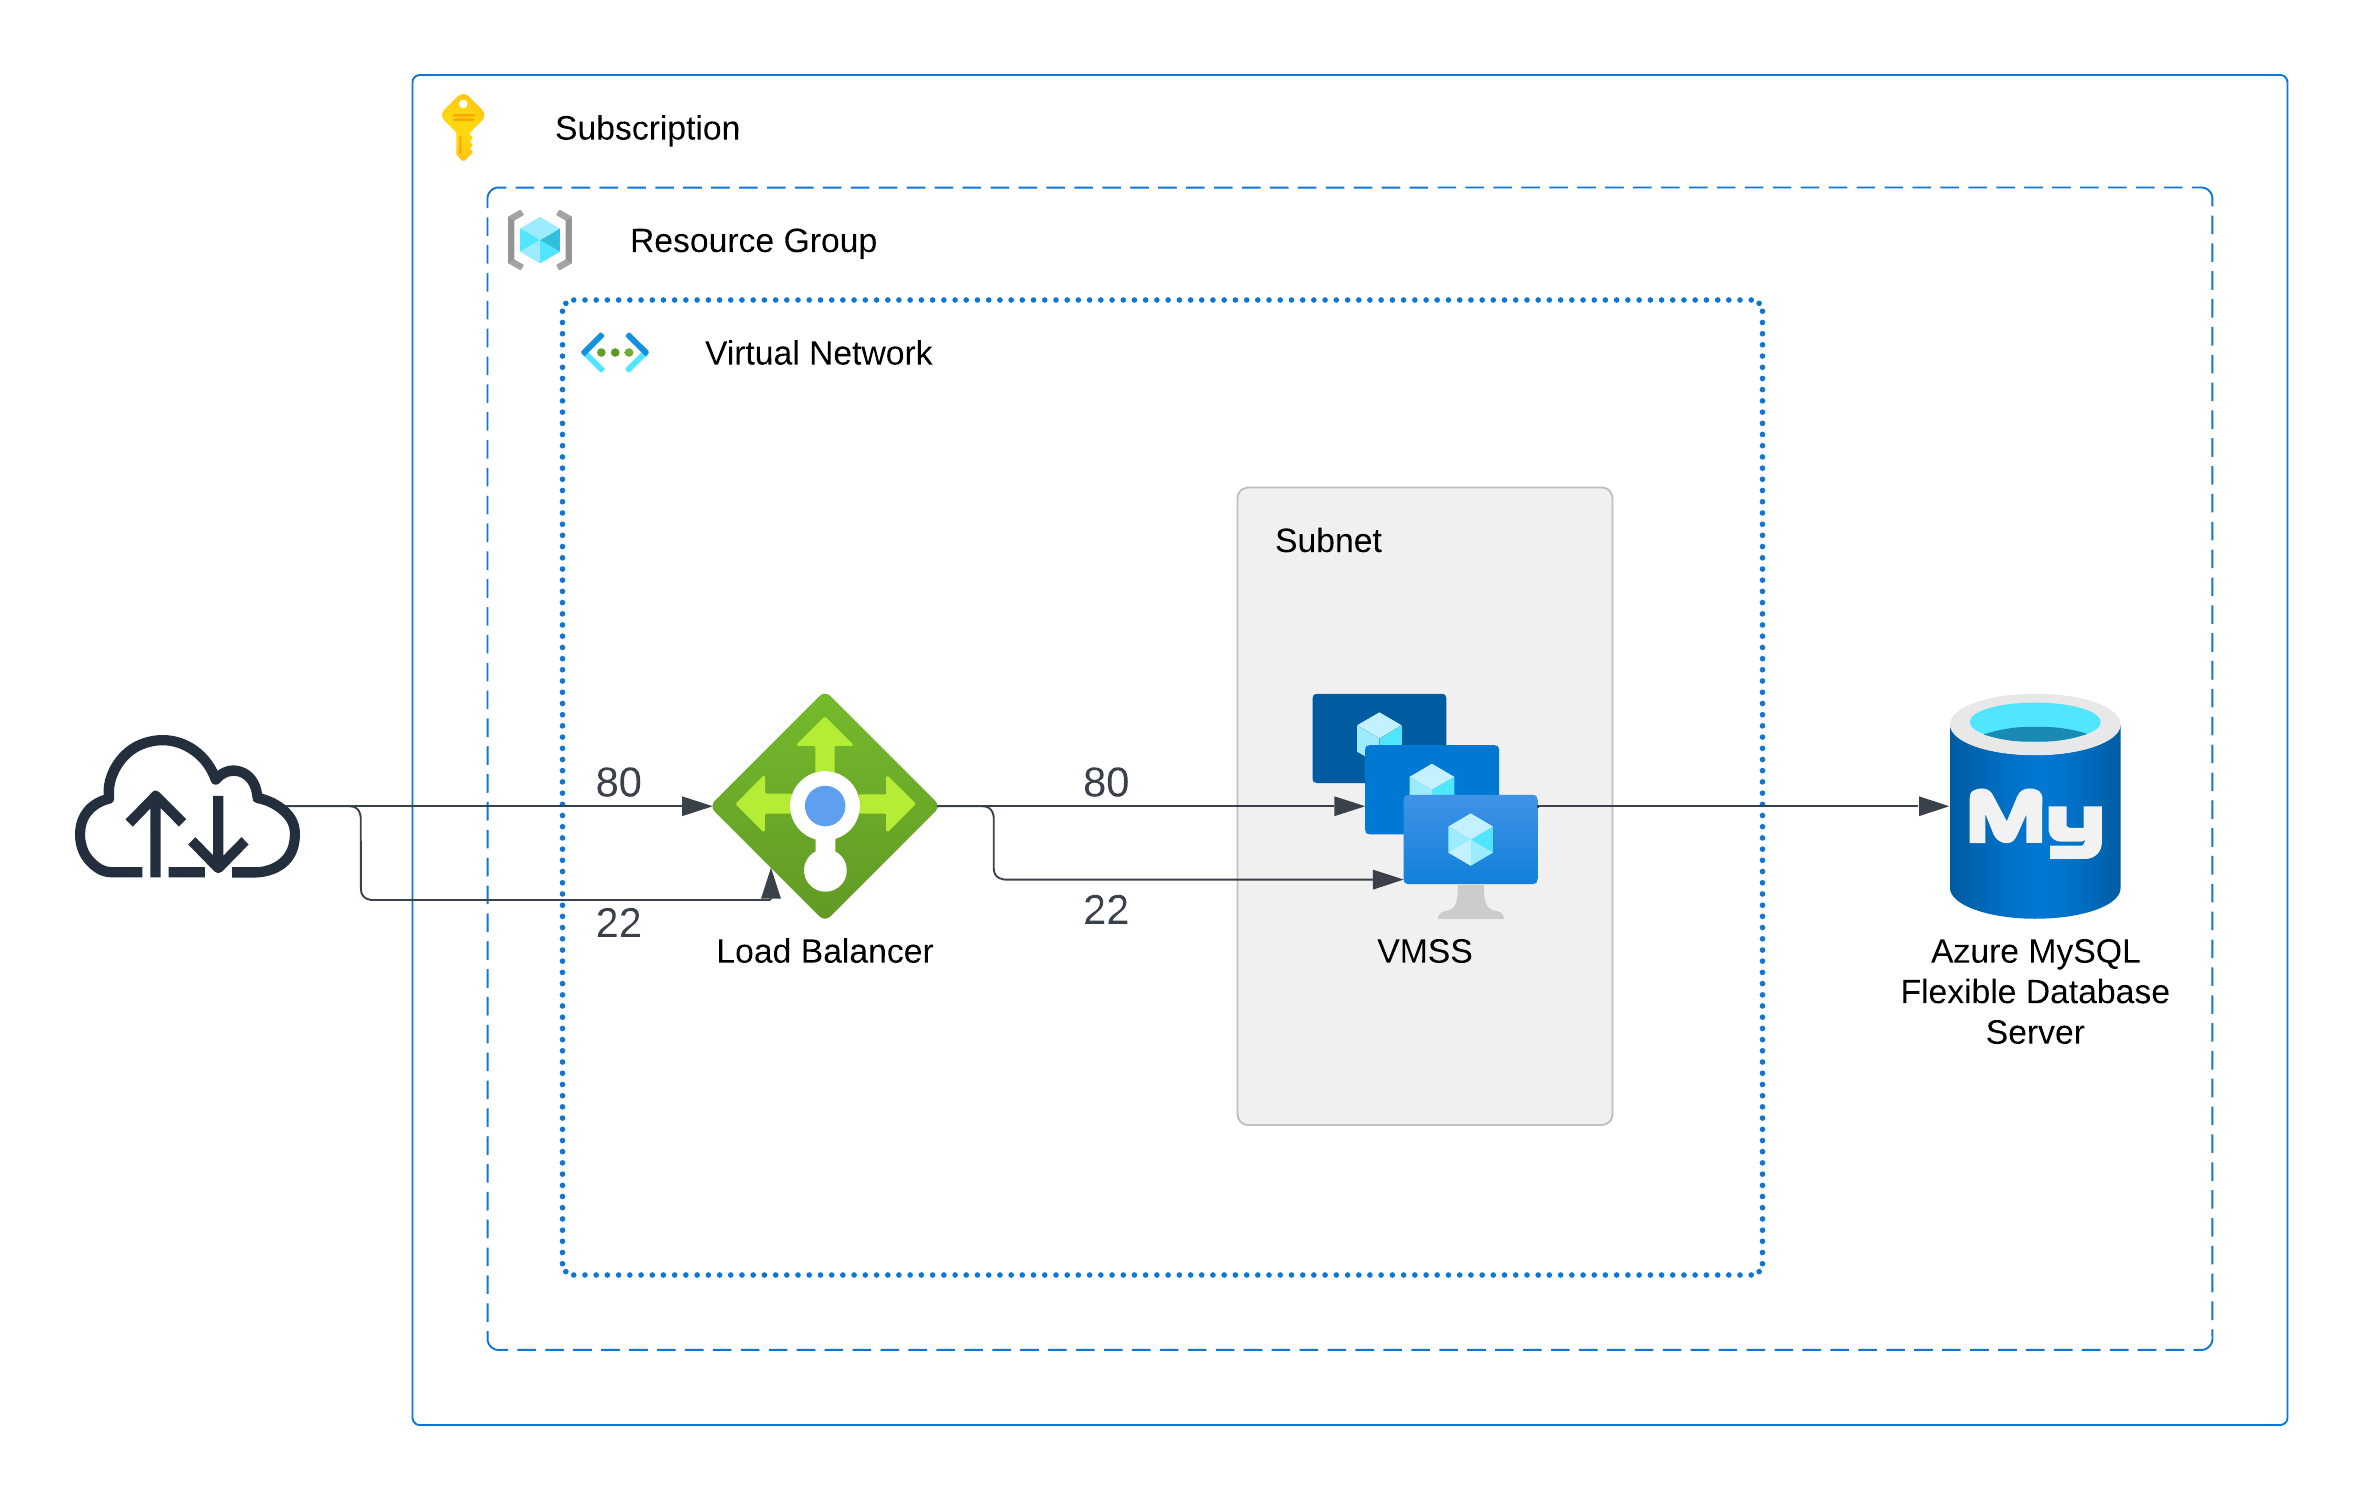 Subscription
Resource Group
Virtual Network
Subnet
80
80
22
22
My
Load Balancer
VMSS
Azure MySQL
Flexible Database
Server